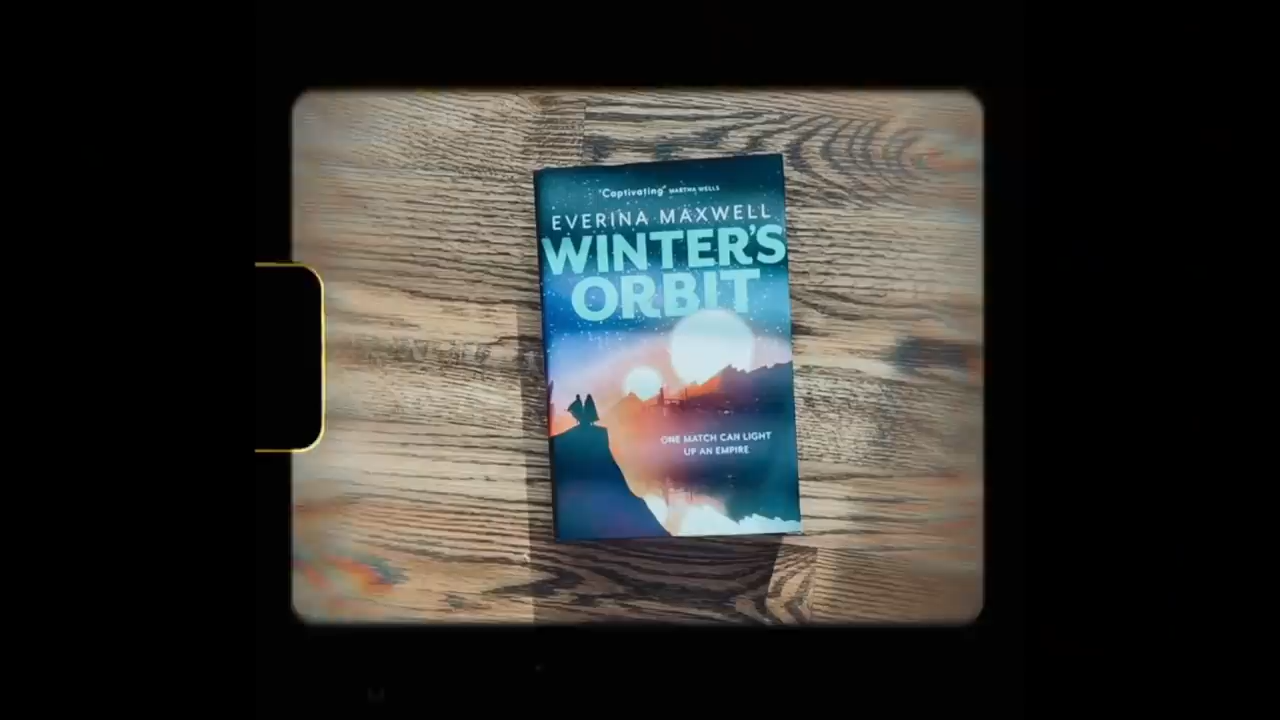 "Captivating" MARTHA WELLS
EVERINA MAXWELL
WINTER'S
ORBIT
ONE MATCH CAN LIGHT
UP AN EMPIRE